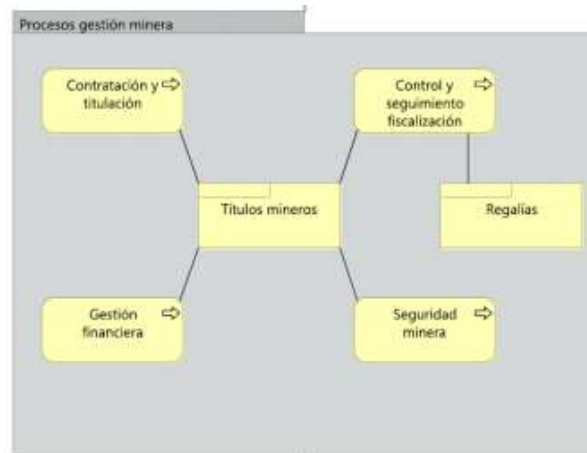 Procesos gestión minera
Contratación y
titulación
Control y
seguimiento
fiscalización
Títulos mineros
Regalías
Gestión
financiera
Seguridad
minera